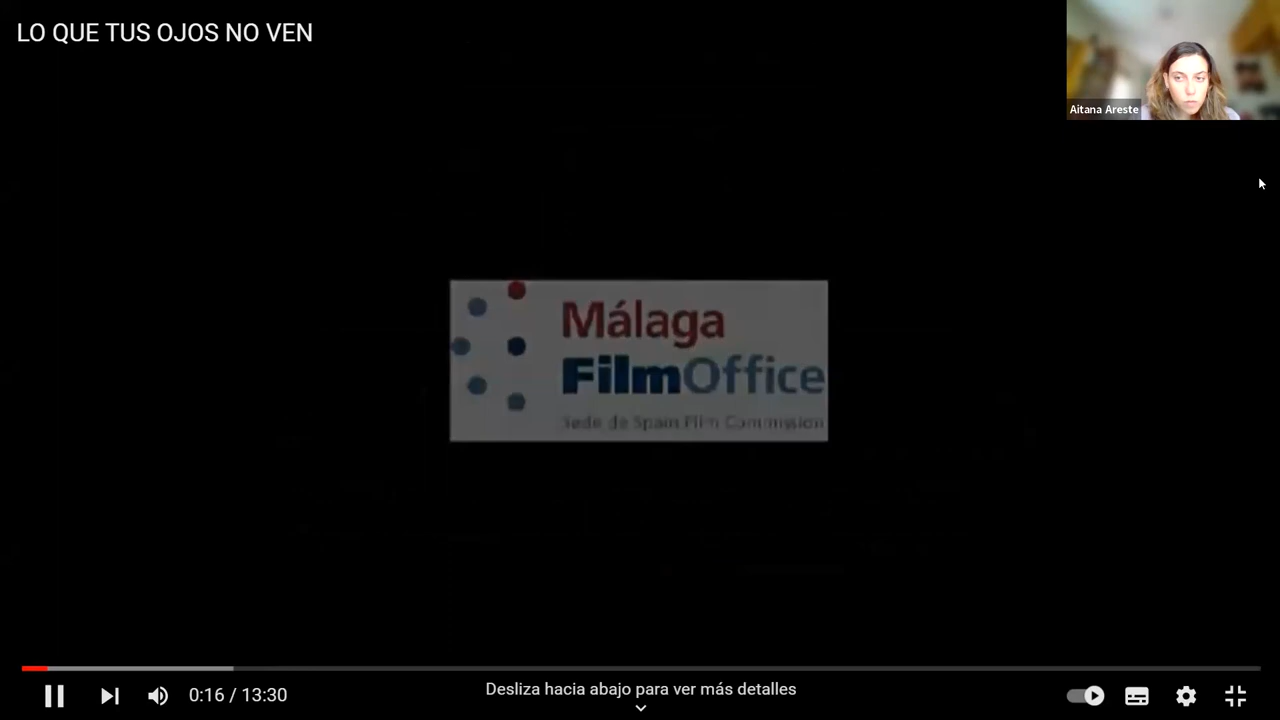 LO QUE TUS OJOS NO VEN
Aitana Areste
Málaga
FilmOffice
Sede de Spain Film Commission
0:16 / 13:30
Desliza hacia abajo para ver más detalles